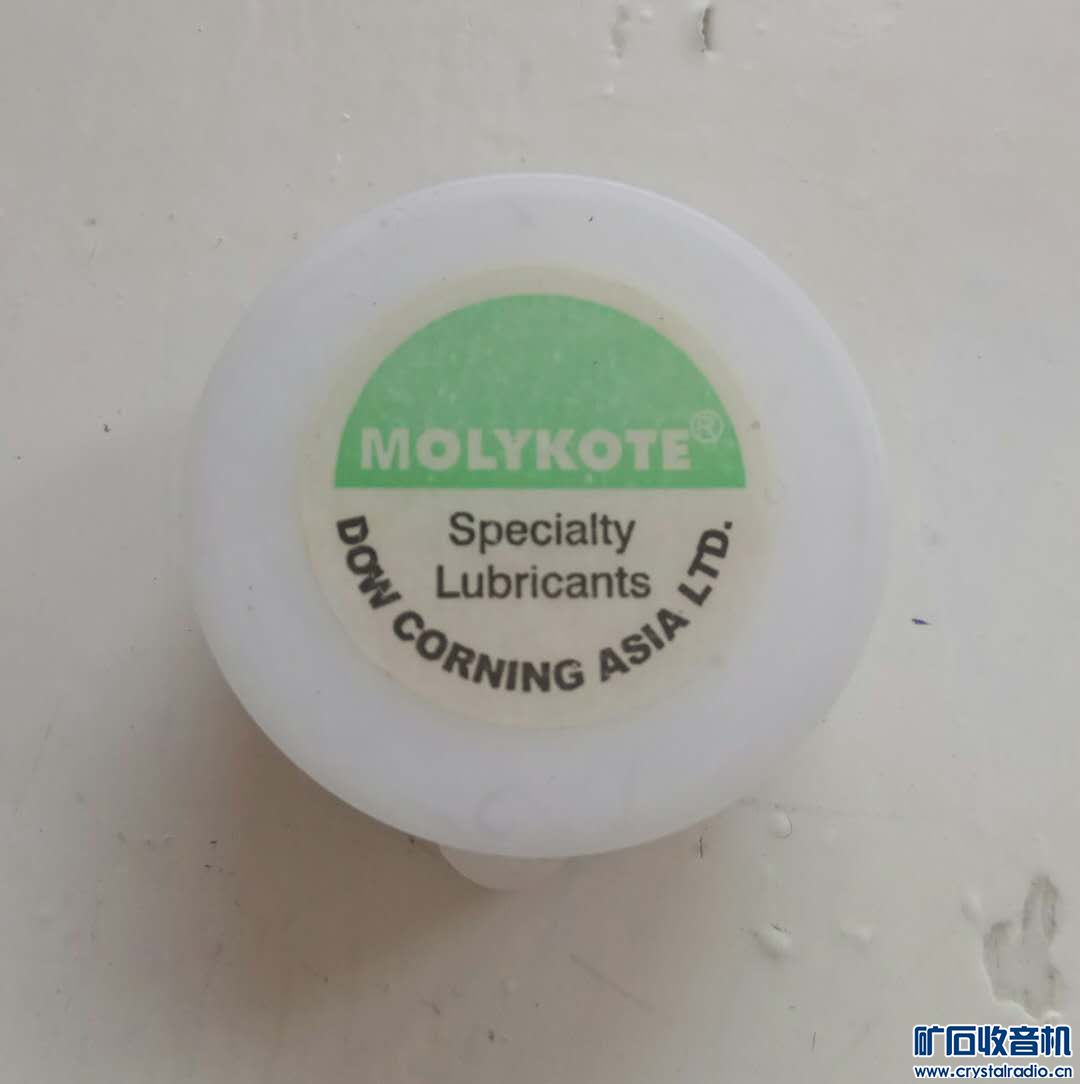 MOLYKOTE®
Specialty
Lubricants
DOW CORNING ASIA LTD.
矿石收音机
www.crystalradio.cn